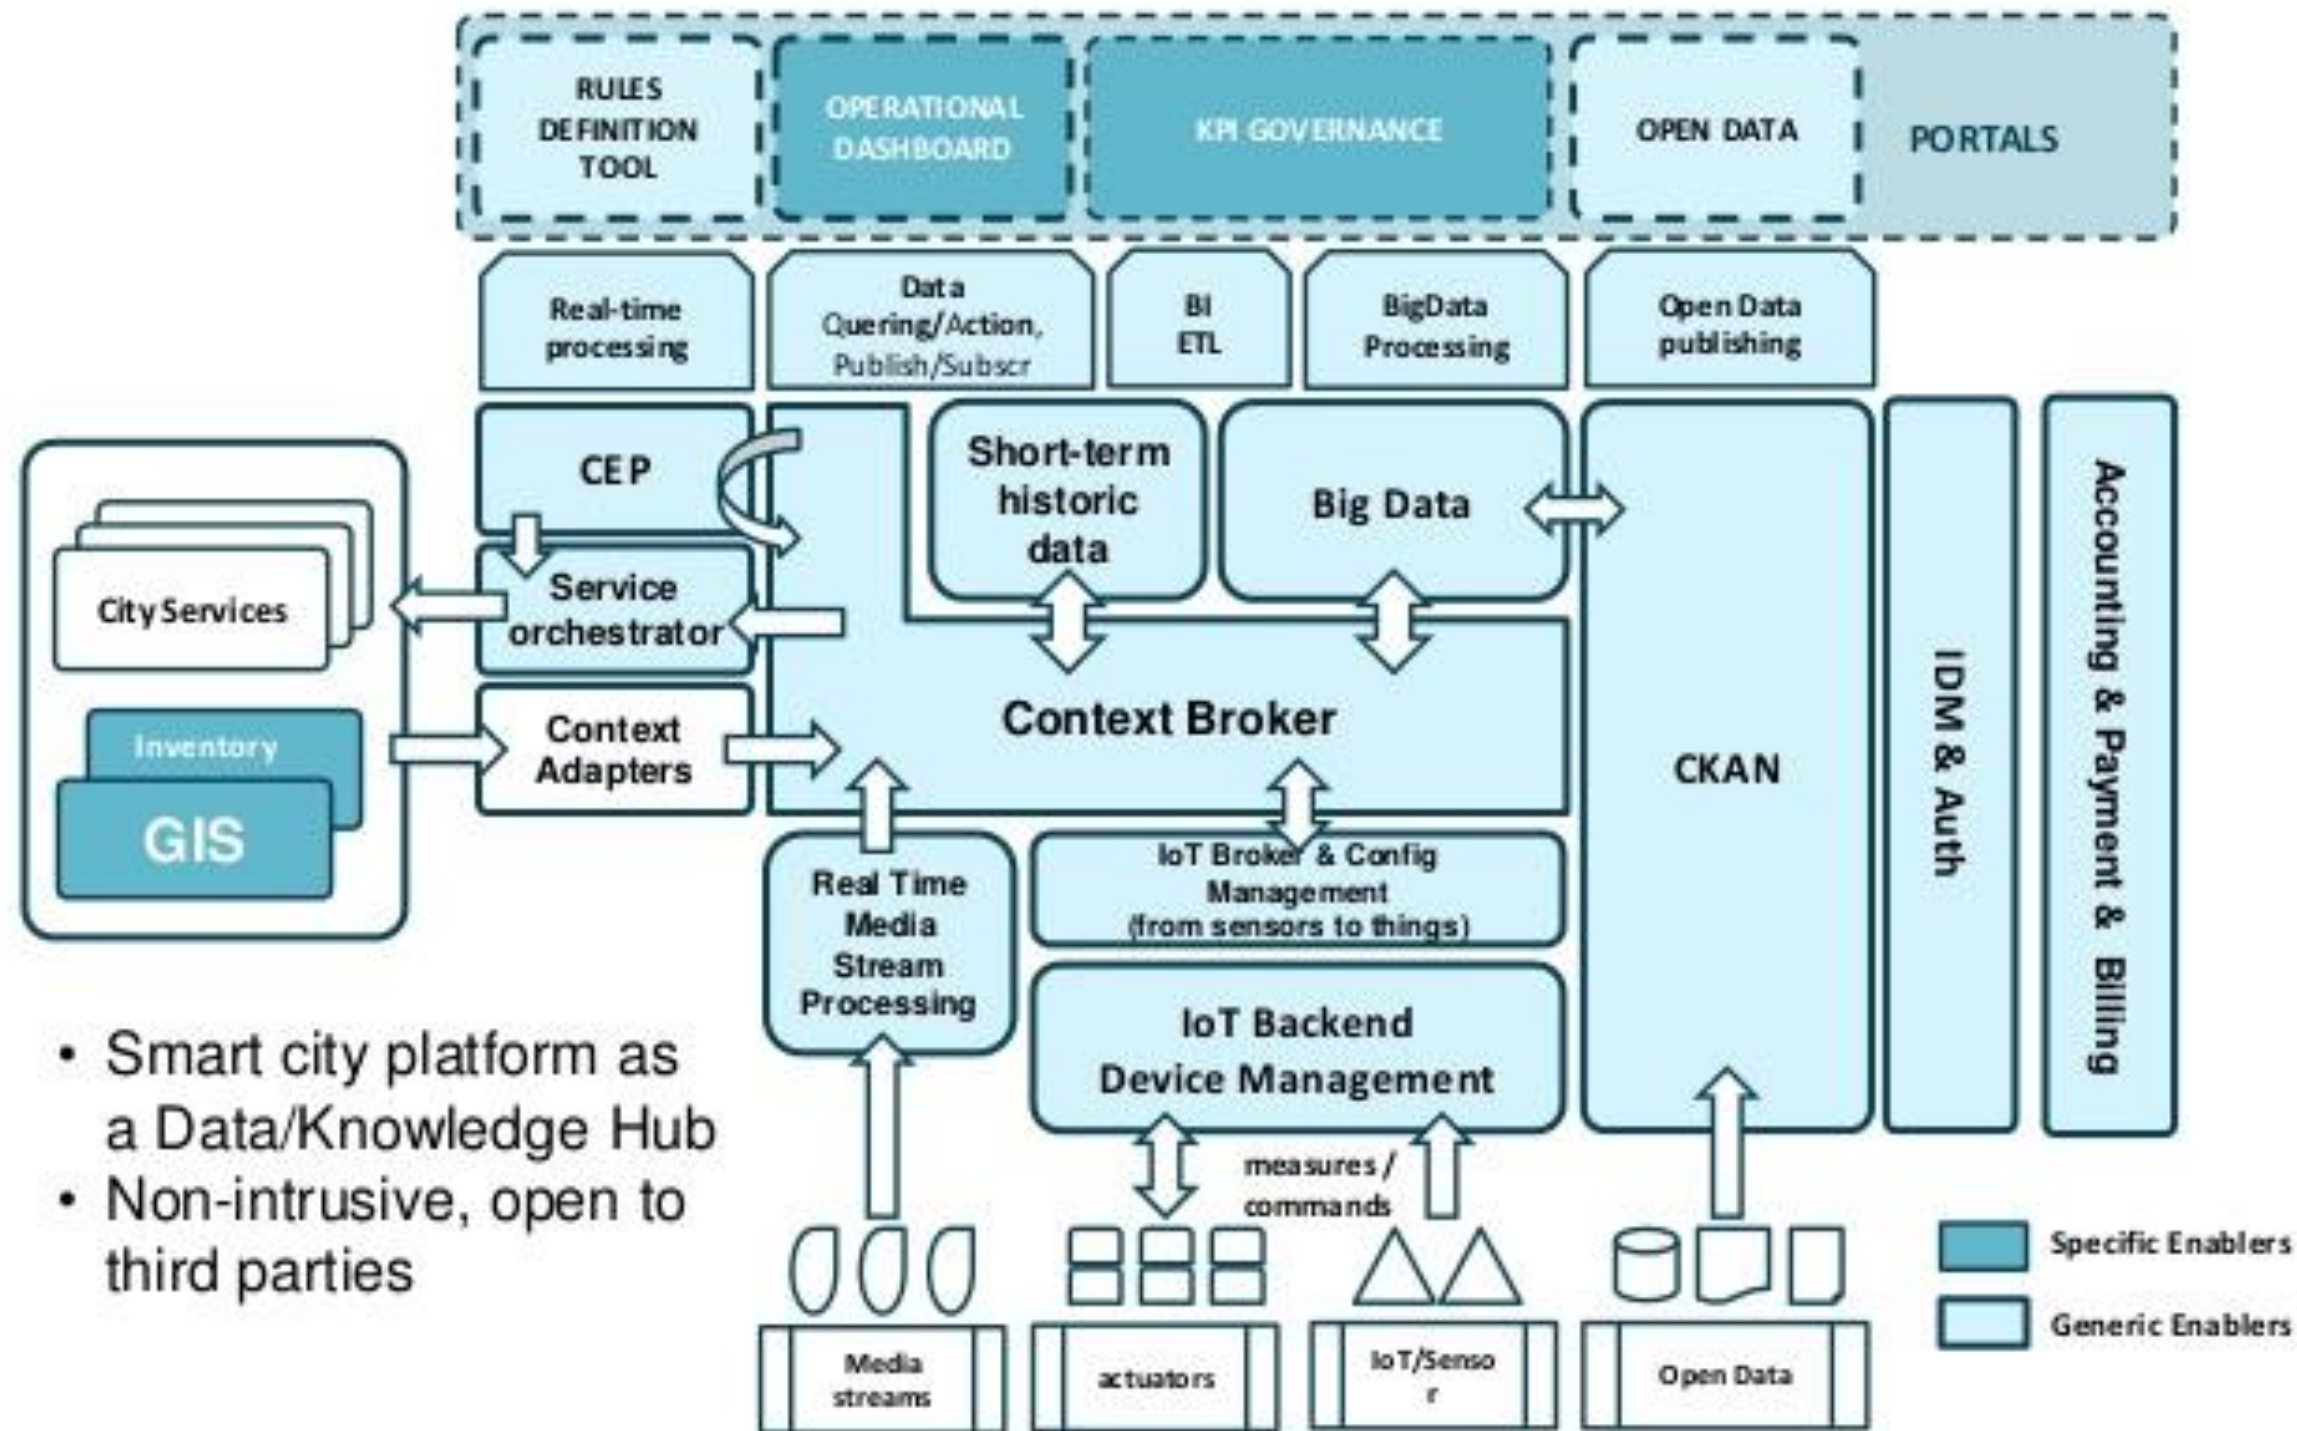 RULES
DEFINITION
TOOL
OPERATIONAL
DASHBOARD
KPI GOVERNANCE
OPEN DATA
PORTALS
Real-time
processing
Data
Quering/Action,
Publish/Subscr
BI
ETL
BigData
Processing
Open Data
publishing
CEP
Short-term
historic
data
Big Data
City Services
Service
orchestrator
Inventory
GIS
Context
Adapters
Context Broker
CKAN
IDM & Auth
Accounting & Payment & Billing
Real Time
Media
Stream
Processing
IoT Broker & Config
Management
(from sensors to things)
IoT Backend
Device Management
• Smart city platform as
a Data/Knowledge Hub
• Non-intrusive, open to
third parties
measures /
commands
Media
streams
actuators
IoT/Senso
r
Open Data
Specific Enablers
Generic Enablers